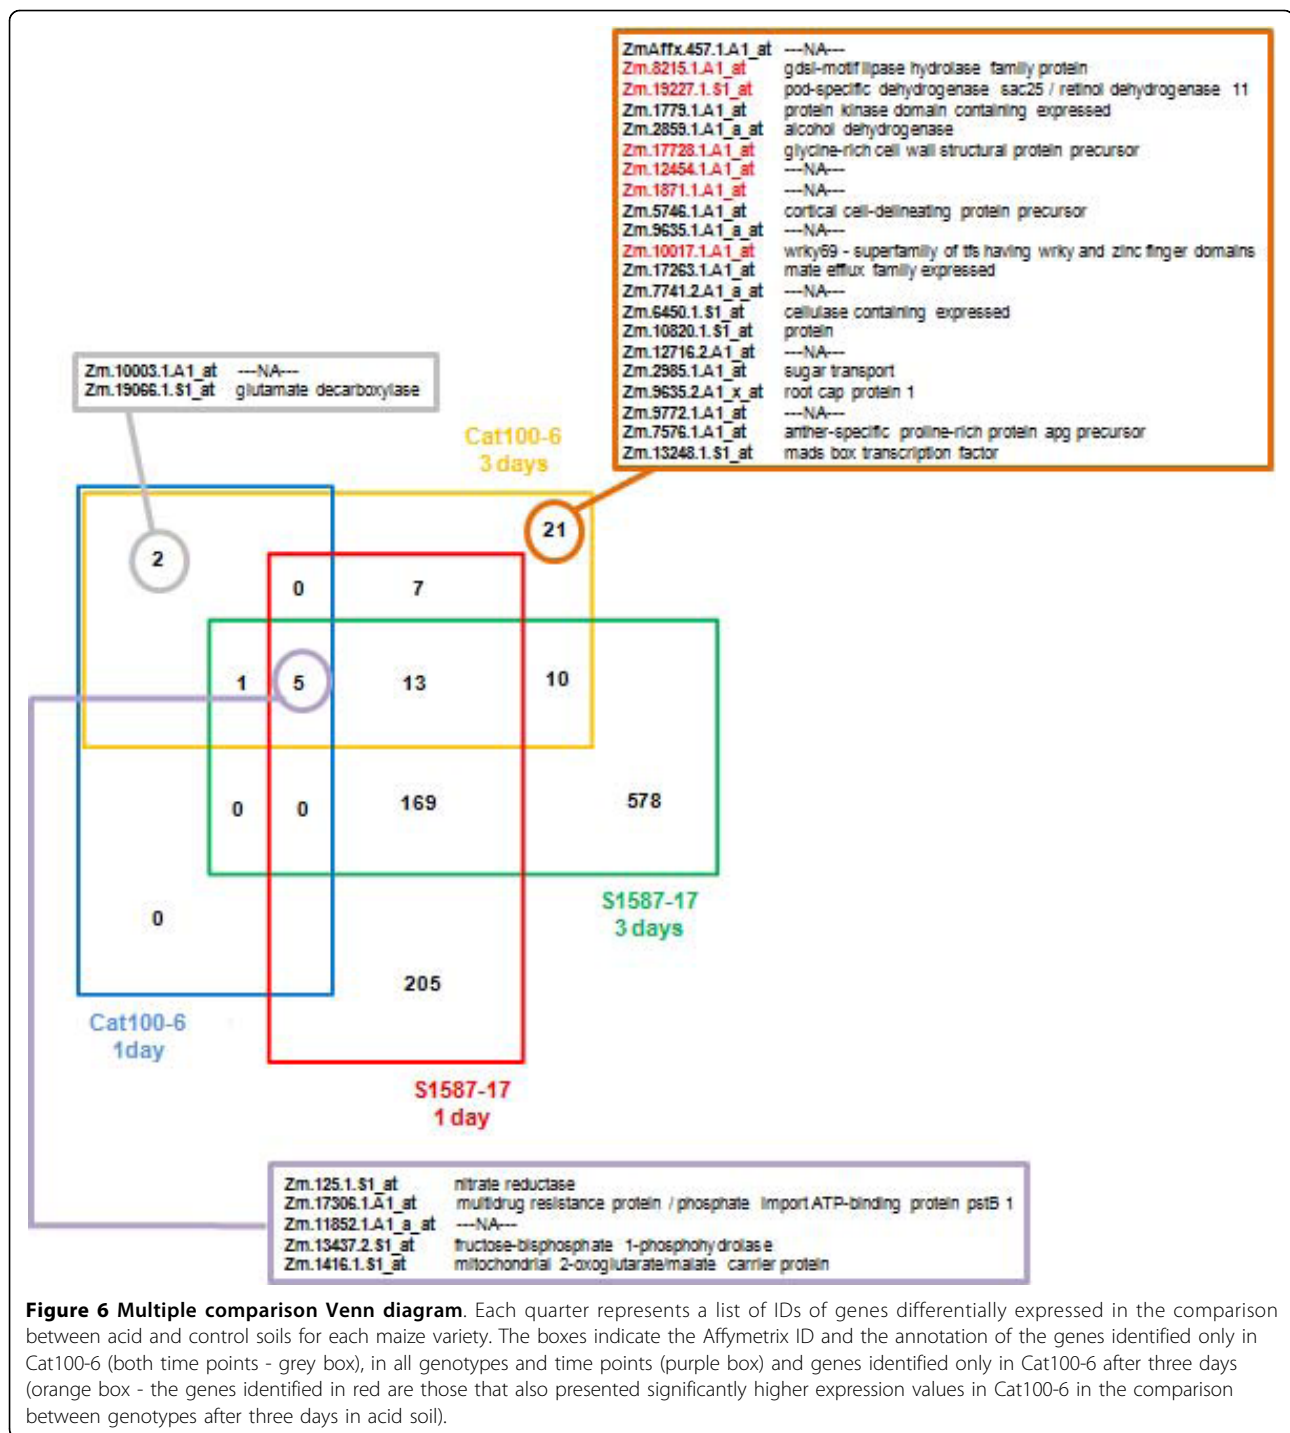 ZmAffx.457.1.A1_at ---NA---
Zm.8215.1.A1_at gdsl-motif lipase hydrolase family protein
Zm.19227.1.S1_at pod-specific dehydrogenase sac25 / retinol dehydrogenase 11
Zm.1779.1.A1_at protein kinase domain containing expressed
Zm.2859.1.A1_a_at alcohol dehydrogenase
Zm.17728.1.A1_at glycine-rich cell wall structural protein precursor
Zm.12454.1.A1_at ---NA---
Zm.1871.1.A1_at ---NA---
Zm.5746.1.A1_at cortical cell-delineating protein precursor
Zm.9635.1.A1_a_at ---NA---
Zm.10017.1.A1_at wrky69 - superfamily of tfs having wrky and zinc finger domains
Zm.17263.1.A1_at mate efflux family expressed
Zm.7741.2.A1_a_at ---NA---
Zm.6450.1.S1_at cellulase containing expressed
Zm.10820.1.S1_at protein
Zm.12716.2.A1_at ---NA---
Zm.2985.1.A1_at sugar transport
Zm.9635.2.A1_x_at root cap protein 1
Zm.9772.1.A1_at ---NA---
Zm.7576.1.A1_at anther-specific proline-rich protein apg precursor
Zm.13248.1.S1_at mads box transcription factor
Zm.10003.1.A1_at ---NA---
Zm.19066.1.S1_at glutamate decarboxylase
Cat100-6
3 days
21
2
0 7
1 5 13 10
0 0 169 578
S1587-17
3 days
0
205
Cat100-6
1day
S1587-17
1 day
Zm.125.1.S1_at nitrate reductase
Zm.17306.1.A1_at multidrug resistance protein / phosphate import ATP-binding protein pstB 1
Zm.11852.1.A1_a_at ---NA---
Zm.13437.2.S1_at fructose-bisphosphate 1-phosphohydrolase
Zm.1416.1.S1_at mitochondrial 2-oxoglutarate/malate carrier protein
Figure 6 Multiple comparison Venn diagram. Each quarter represents a list of IDs of genes differentially expressed in the comparison
between acid and control soils for each maize variety. The boxes indicate the Affymetrix ID and the annotation of the genes identified only in
Cat100-6 (both time points - grey box), in all genotypes and time points (purple box) and genes identified only in Cat100-6 after three days
(orange box - the genes identified in red are those that also presented significantly higher expression values in Cat100-6 in the comparison
between genotypes after three days in acid soil).